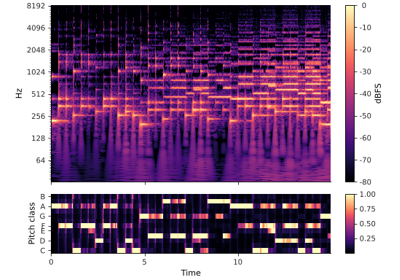 8192
4096
2048
1024
512
256
128
64
Hz
0
-10
-20
-30
-40
-50
-60
-70
-80
dBFS
B
A
G
F
E
D
C
Pitch class
1.00
0.75
0.50
0.25
0
5
10
Time